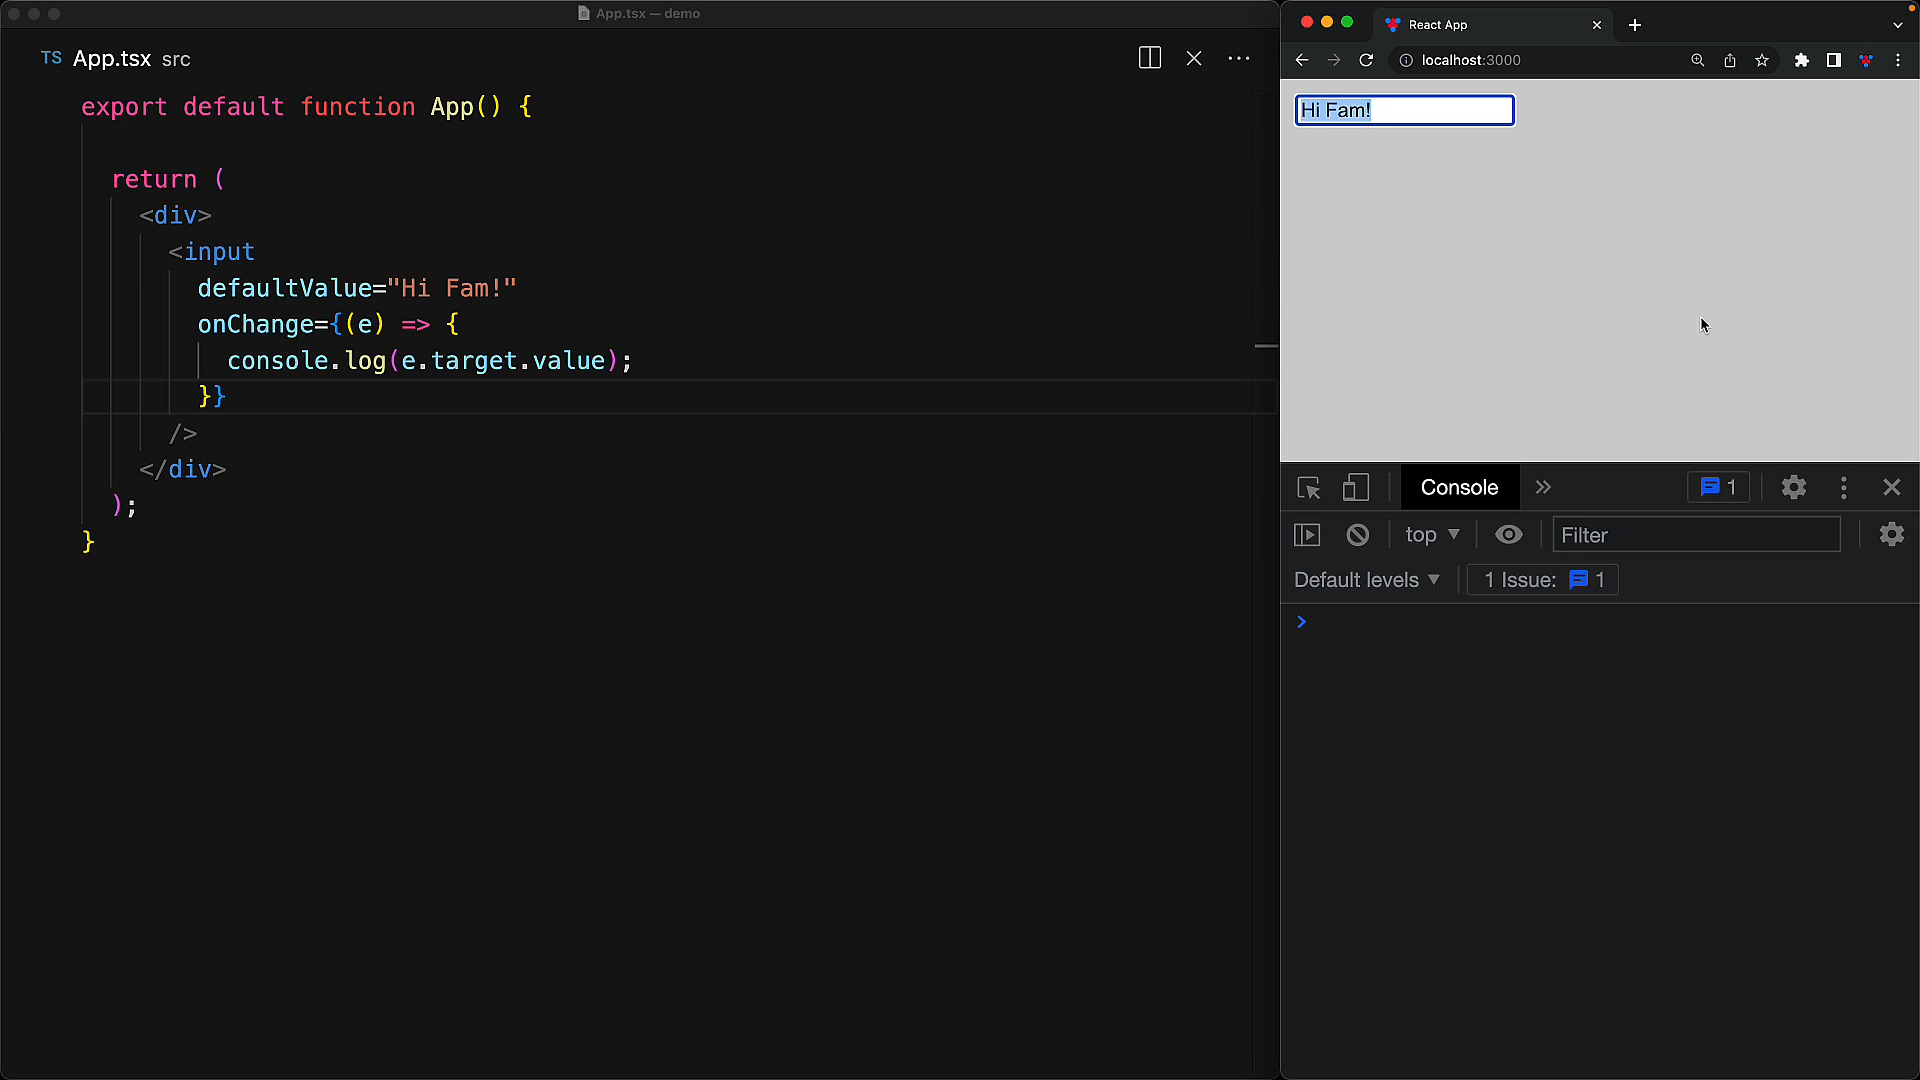 App.tsx — demo
TS App.tsx src
export default function App() {
return (
<div>
<input
defaultValue="Hi Fam!"
onChange={(e) => {
console.log(e.target.value);
}}
/>
</div>
);
}
React App
localhost:3000
Hi Fam!
Console
1
top
Filter
Default levels
1 Issue: 1